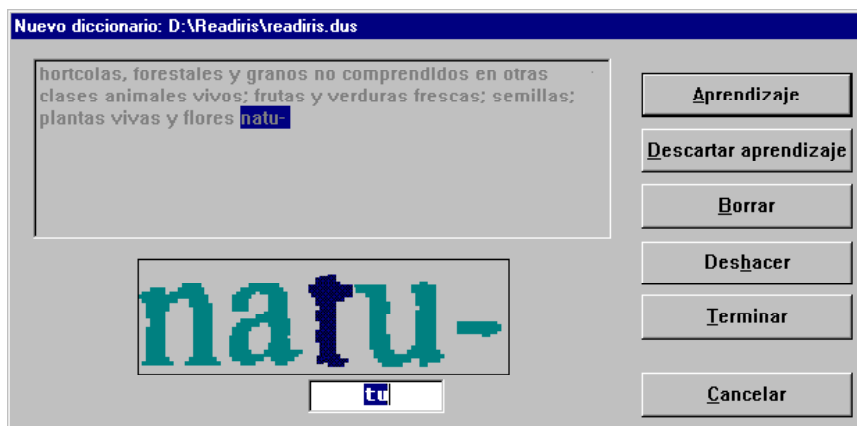 Nuevo diccionario: D:\Readiris\readiris.dus
hortcolas, forestales y granos no comprendidos en otras
clases animales vivos; frutas y verduras frescas; semillas;
plantas vivas y flores natu-
natu-
tu
Aprendizaje
Descartar aprendizaje
Borrar
Deshacer
Terminar
Cancelar